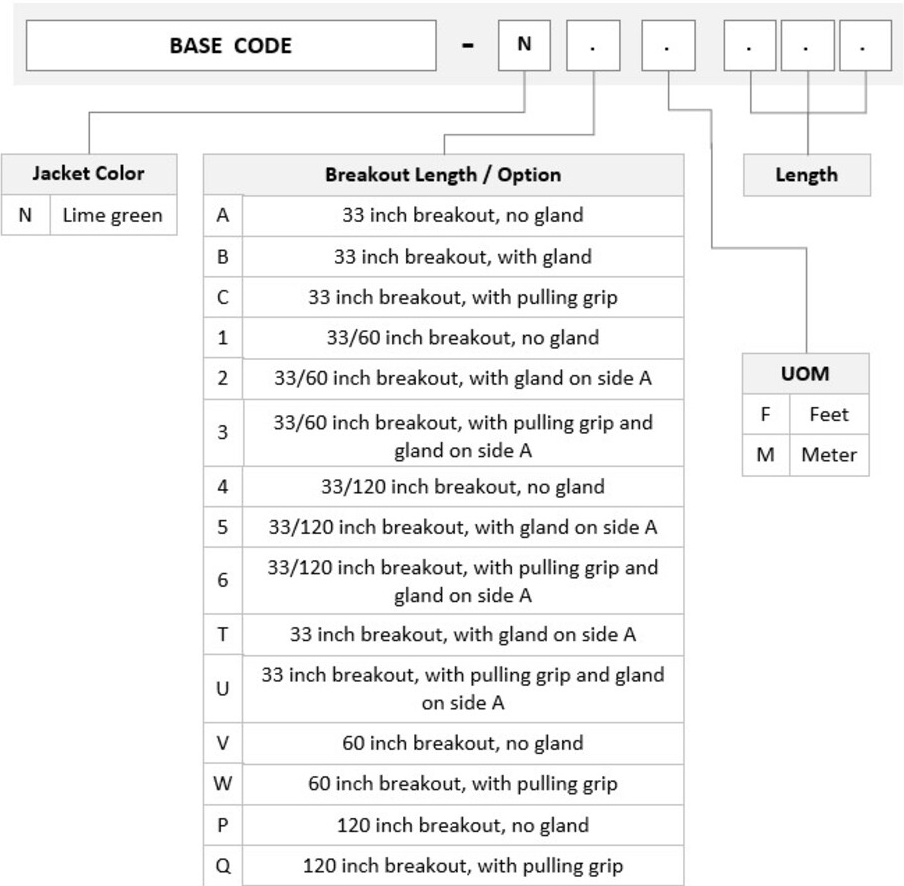 BASE CODE - N . . . . .
Jacket Color
N Lime green
Breakout Length / Option
A 33 inch breakout, no gland
B 33 inch breakout, with gland
C 33 inch breakout, with pulling grip
1 33/60 inch breakout, no gland
2 33/60 inch breakout, with gland on side A
3 33/60 inch breakout, with pulling grip and
gland on side A
4 33/120 inch breakout, no gland
5 33/120 inch breakout, with gland on side A
6 33/120 inch breakout, with pulling grip and
gland on side A
T 33 inch breakout, with gland on side A
U 33 inch breakout, with pulling grip and gland
on side A
V 60 inch breakout, no gland
W 60 inch breakout, with pulling grip
P 120 inch breakout, no gland
Q 120 inch breakout, with pulling grip
Length
UOM
F Feet
M Meter